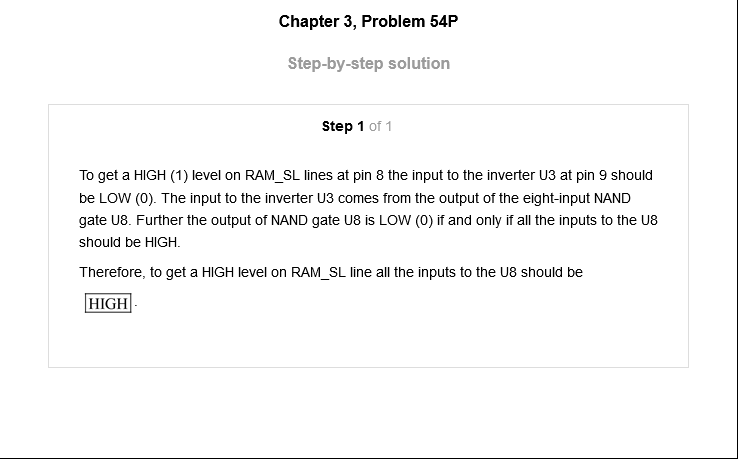 Chapter 3, Problem 54P
Step-by-step solution
Step 1 of 1
To get a HIGH (1) level on RAM_SL lines at pin 8 the input to the inverter U3 at pin 9 should
be LOW (0). The input to the inverter U3 comes from the output of the eight-input NAND
gate U8. Further the output of NAND gate U8 is LOW (0) if and only if all the inputs to the U8
should be HIGH.
Therefore, to get a HIGH level on RAM_SL line all the inputs to the U8 should be
HIGH.